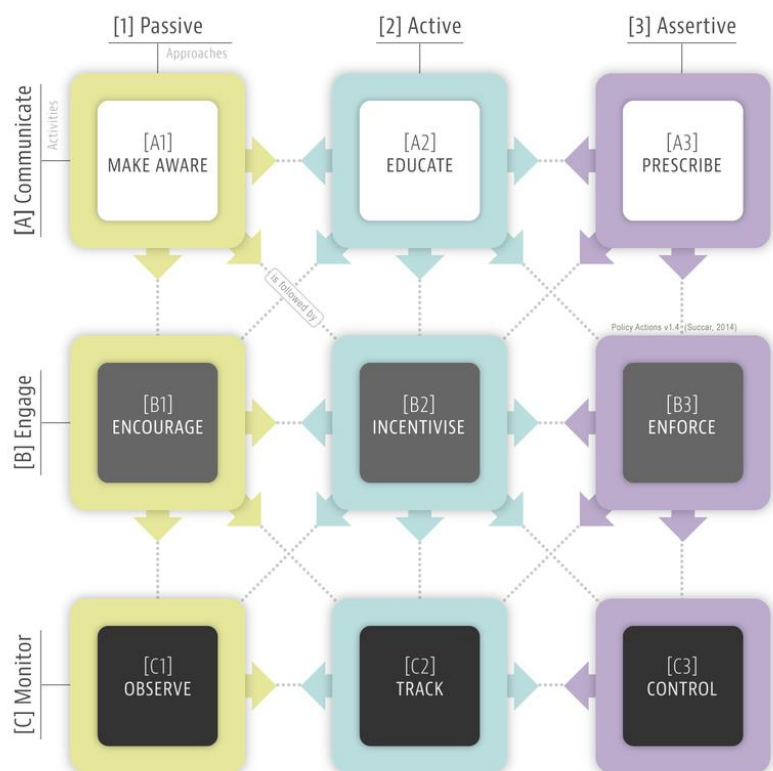 [1] Passive
[2] Active
[3] Assertive
Approaches
[A] Communicate
Activities
[A1]
MAKE AWARE
[A2]
EDUCATE
[A3]
PRESCRIBE
is followed by
Policy Actions v1.4 (Succar, 2014)
[B] Engage
[B1]
ENCOURAGE
[B2]
INCENTIVISE
[B3]
ENFORCE
[C] Monitor
[C1]
OBSERVE
[C2]
TRACK
[C3]
CONTROL